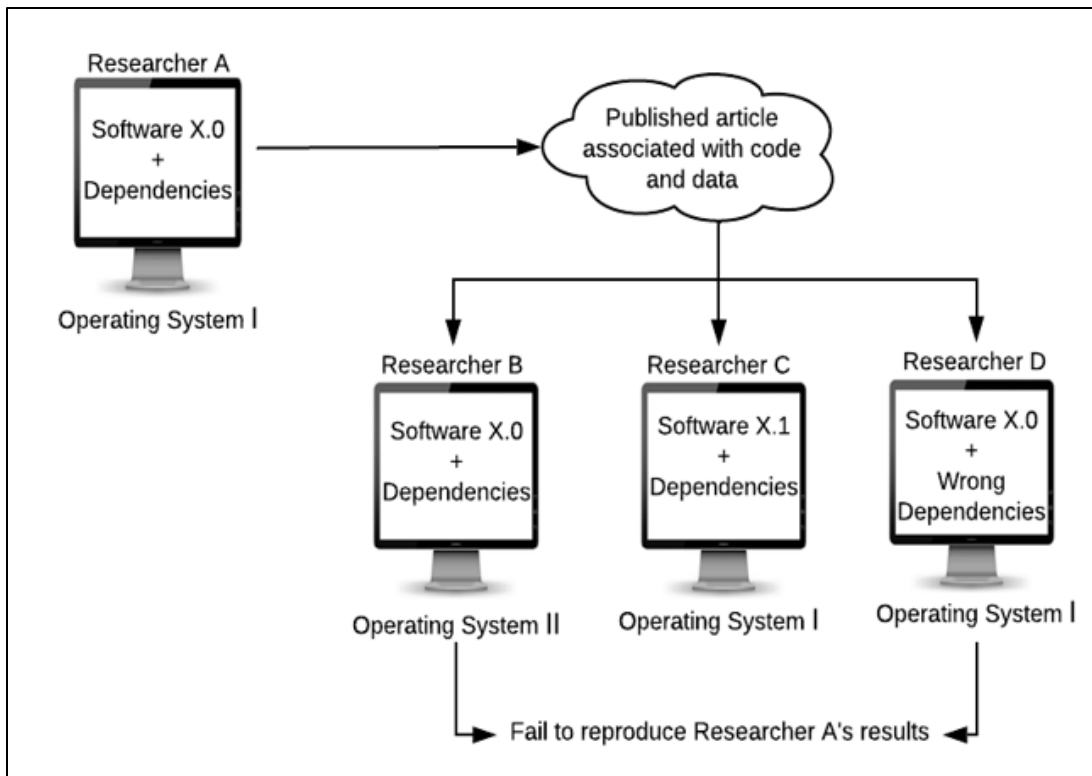 Researcher A
Software X.0
+
Dependencies
Operating System I
Published article
associated with code
and data
Researcher B
Software X.0
+
Dependencies
Operating System II
Researcher C
Software X.1
+
Dependencies
Operating System I
Researcher D
Software X.0
+
Wrong
Dependencies
Operating System I
Fail to reproduce Researcher A's results